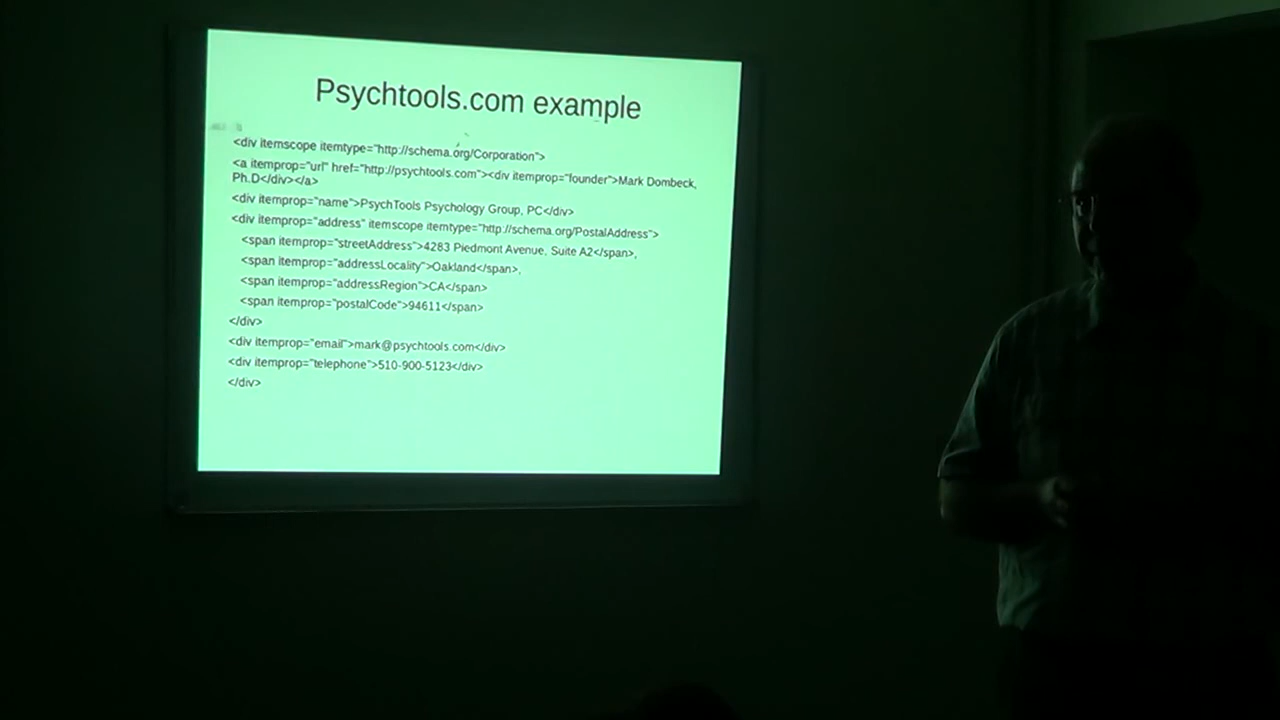 Psychtools.com example
<div itemscope itemtype="http://schema.org/Corporation">
<a itemprop="url" href="http://psychtools.com"><div itemprop="founder">Mark Dombeck,
Ph.D</div></a>
<div itemprop="name">PsychTools Psychology Group, PC</div>
<div itemprop="address" itemscope itemtype="http://schema.org/PostalAddress">
<span itemprop="streetAddress">4283 Piedmont Avenue, Suite A2</span>,
<span itemprop="addressLocality">Oakland</span>,
<span itemprop="addressRegion">CA</span>
<span itemprop="postalCode">94611</span>
</div>
<div itemprop="email">mark@psychtools.com</div>
<div itemprop="telephone">510-900-5123</div>
</div>